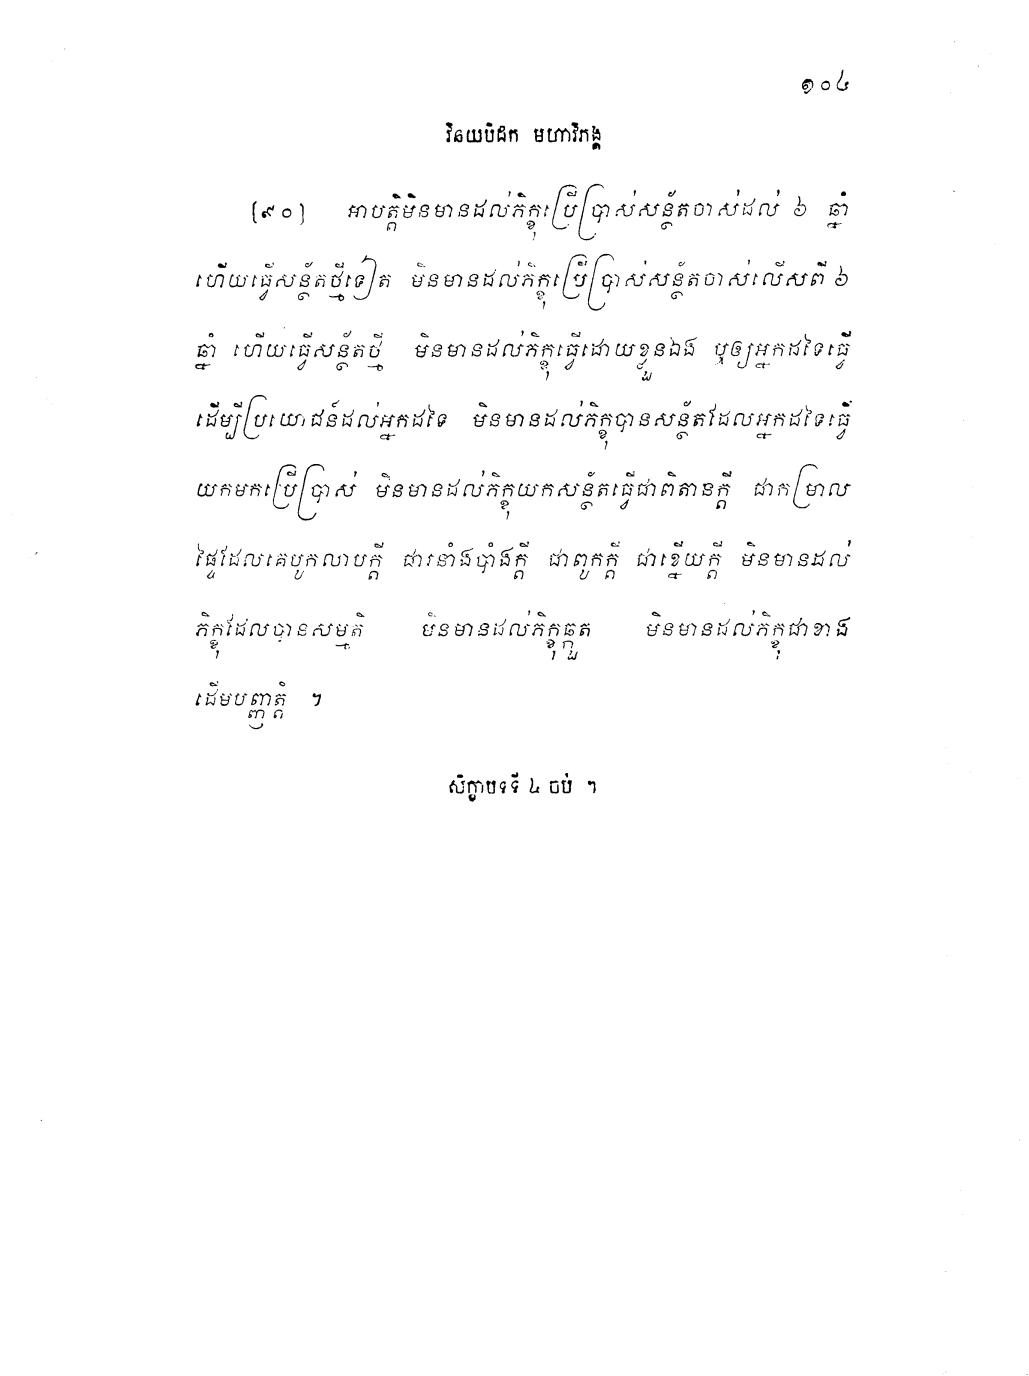 ១០៤
វិនយបិដក មហាវិភង្គ
[៩០] អាបត្តិមិនមានដល់ភិក្ខុប្រើប្រាស់សន្ថ័តចាស់ដល់ ៦ ឆ្នាំ
ហើយធ្វើសន្ថ័តថ្មីទៀត មិនមានដល់ភិក្ខុប្រើប្រាស់សន្ថ័តចាស់លើសពី ៦
ឆ្នាំ ហើយធ្វើសន្ថ័តថ្មី មិនមានដល់ភិក្ខុធ្វើដោយខ្លួនឯង ឬឲ្យអ្នកដទៃធ្វើ
ដើម្បីប្រយោជន៍ដល់អ្នកដទៃ មិនមានដល់ភិក្ខុបានសន្ថ័តដែលអ្នកដទៃធ្វើ
យកមកប្រើប្រាស់ មិនមានដល់ភិក្ខុយកសន្ថ័តធ្វើជាពិតានក្តី ជាកម្រាល
ផ្ទៃដែលគេបូកលាបក្តី ជារនាំងបាំងក្តី ជាពូកក្តី ជាខ្នើយក្តី មិនមានដល់
ភិក្ខុដែលបានសម្មតិ មិនមានដល់ភិក្ខុឆ្កួត មិនមានដល់ភិក្ខុជាខាង
ដើមបញ្ញត្តិ ។
សិក្ខាបទទី ៤ ចប់ ។